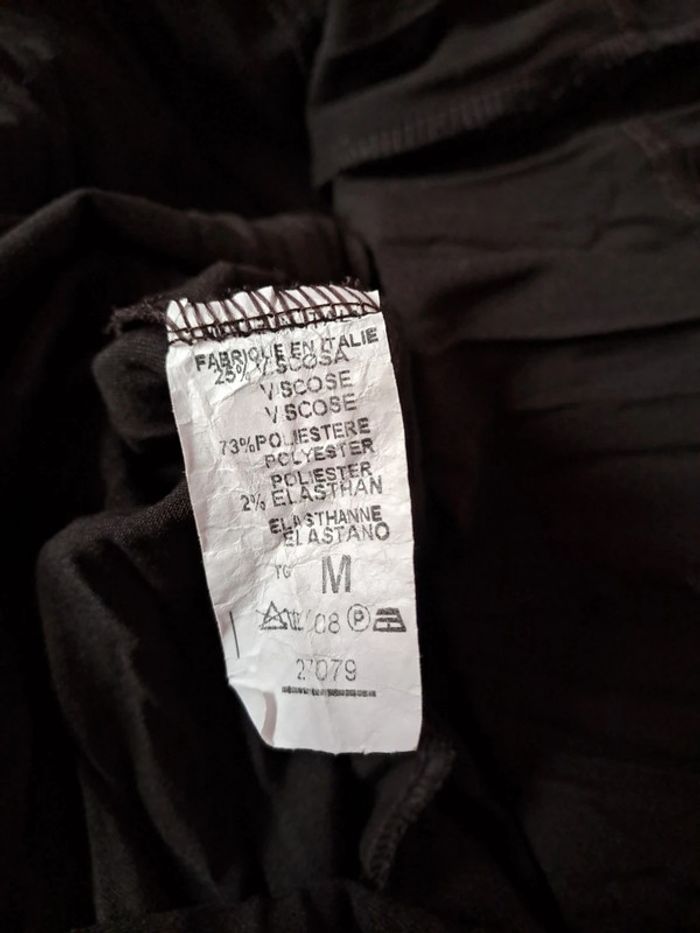 FABRIQUE EN ITALIE
25% VISCOSA
VISCOSE
VISCOSE
73%POLIESTERE
POLYESTER
POLIESTER
2% ELASTHAN
ELASTHANNE
ELASTANO
TG M
P
27079